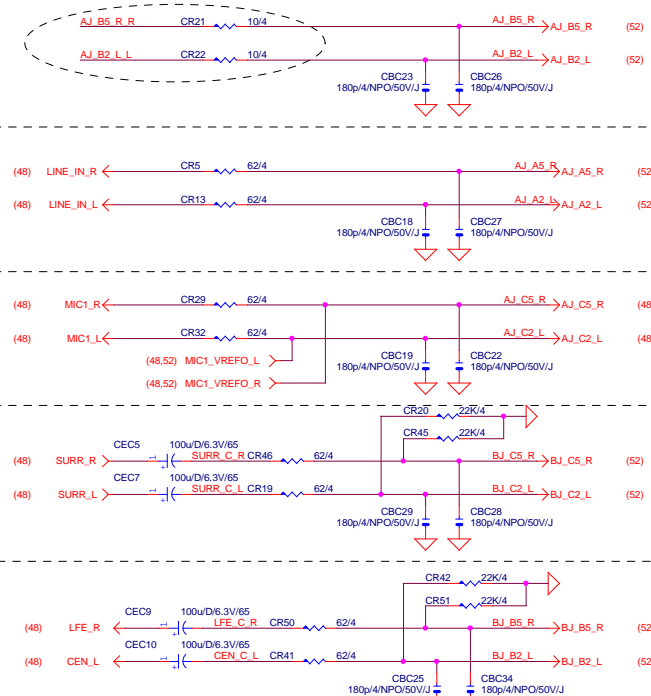 AJ_B5_R_R CR21 10/4 AJ_B5_R AJ_B5_R (52)
AJ_B2_L_L CR22 10/4 AJ_B2_L AJ_B2_L (52)
CBC23 CBC26
180p/4/NPO/50V/J 180p/4/NPO/50V/J
(48) LINE_IN_R CR5 62/4 AJ_A5_R AJ_A5_R (52
(48) LINE_IN_L CR13 62/4 AJ_A2_L AJ_A2_L (52
CBC18 CBC27
180p/4/NPO/50V/J 180p/4/NPO/50V/J
(48) MIC1_R CR29 62/4 AJ_C5_R AJ_C5_R (48
(48) MIC1_L CR32 62/4 AJ_C2_L AJ_C2_L (48
(48,52) MIC1_VREFO_L CBC19 CBC22
180p/4/NPO/50V/J 180p/4/NPO/50V/J
(48,52) MIC1_VREFO_R
CR20 22K/4
CR45 22K/4
CEC5 100u/D/6.3V/65
(48) SURR_R 1 + SURR_C_R CR46 62/4 BJ_C5_R BJ_C5_R (52)
CEC7 100u/D/6.3V/65
(48) SURR_L 1 + SURR_C_L CR19 62/4 BJ_C2_L BJ_C2_L (52)
CBC29 CBC28
180p/4/NPO/50V/J 180p/4/NPO/50V/J
CR42 22K/4
CR51 22K/4
CEC9 100u/D/6.3V/65
(48) LFE_R 1 + LFE_C_R CR50 62/4 BJ_B5_R BJ_B5_R (52
CEC10 100u/D/6.3V/65
(48) CEN_L 1 + CEN_C_L CR41 62/4 BJ_B2_L BJ_B2_L (52
CBC25 CBC34
180p/4/NPO/50V/J 180p/4/NPO/50V/J